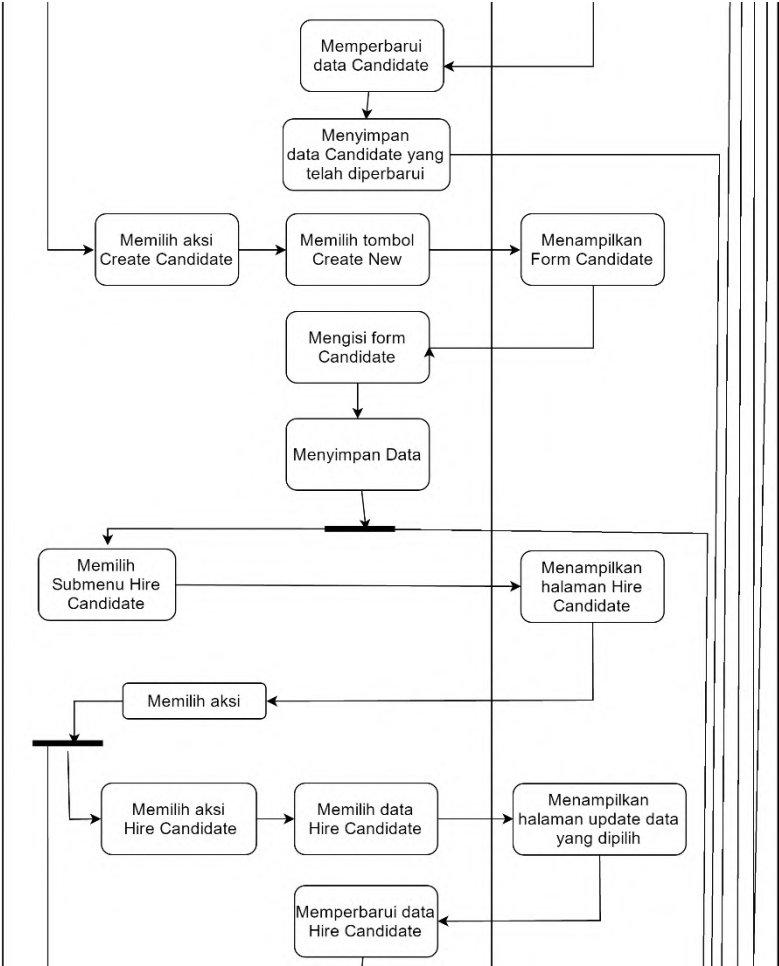 Memperbarui
data Candidate
Menyimpan
data Candidate yang
telah diperbarui
Memilih aksi
Create Candidate
Memilih tombol
Create New
Menampilkan
Form Candidate
Mengisi form
Candidate
Menyimpan Data
Memilih
Submenu Hire
Candidate
Menampilkan
halaman Hire
Candidate
Memilih aksi
Memilih aksi
Hire Candidate
Memilih data
Hire Candidate
Menampilkan
halaman update data
yang dipilih
Memperbarui data
Hire Candidate